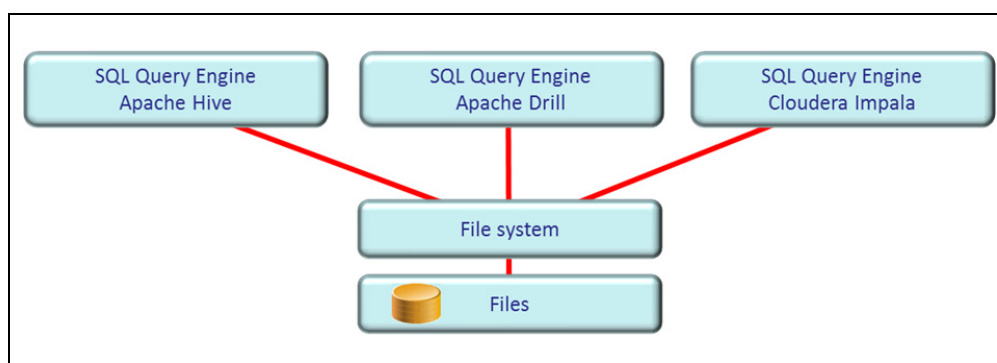 SQL Query Engine
Apache Hive
SQL Query Engine
Apache Drill
SQL Query Engine
Cloudera Impala
File system
Files